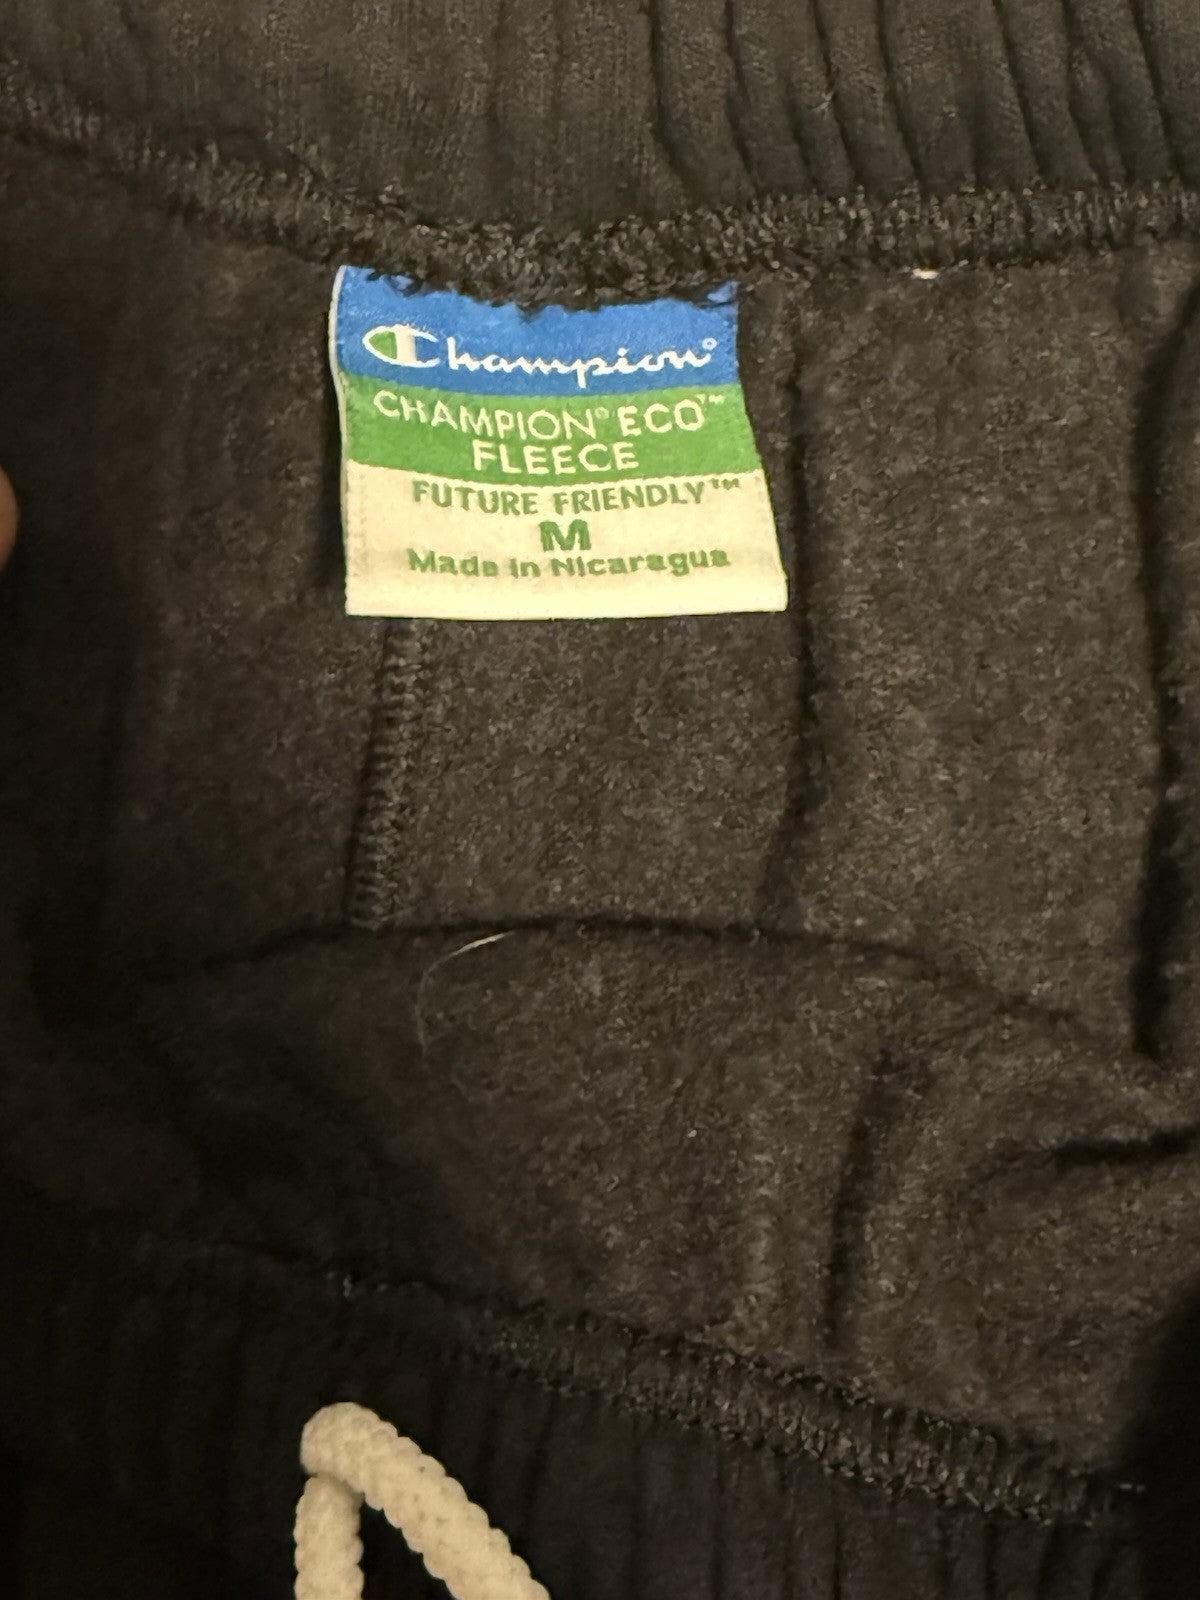 Champion®
CHAMPION® ECO™
FLEECE
FUTURE FRIENDLY™
M
Made in Nicaragua